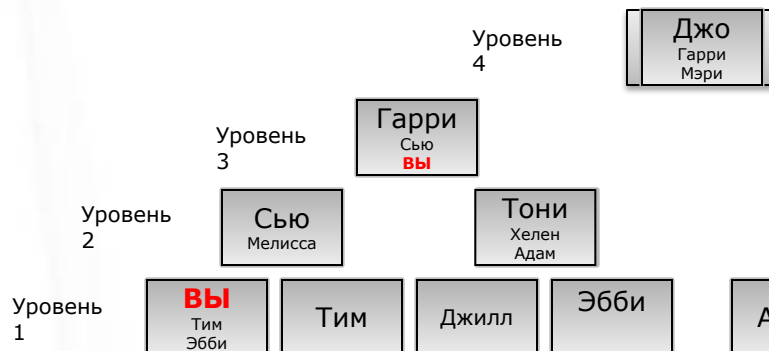 Уровень
4
Джо
Гарри
Мэри
Уровень
3
Гарри
Сью
ВЫ
Уровень
2
Сью
Мелисса
Тони
Хелен
Адам
Уровень
1
ВЫ
Тим
Эбби
Тим
Джилл
Эбби